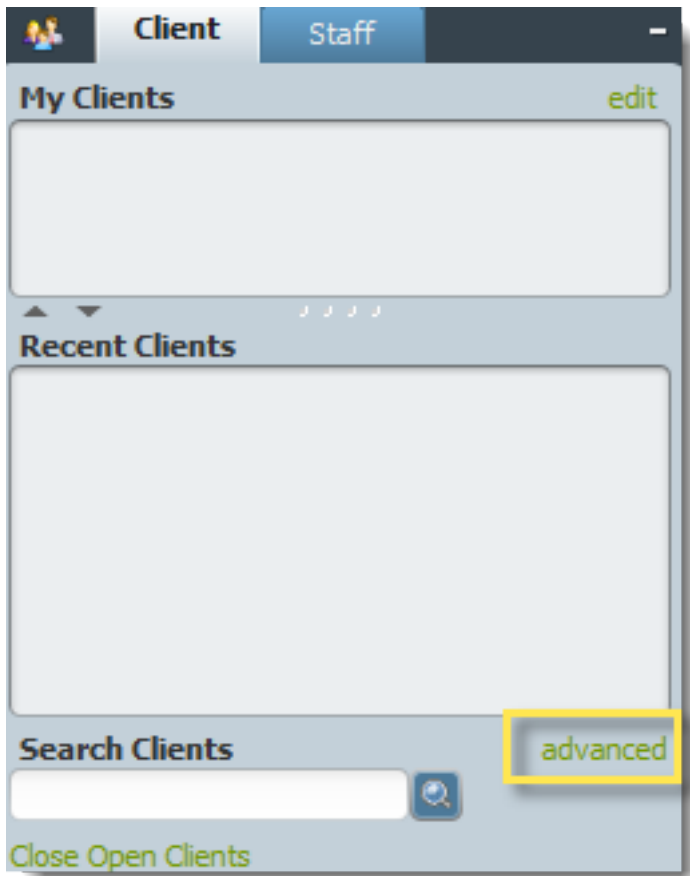 Client Staff
My Clients edit
Recent Clients
Search Clients advanced
Close Open Clients